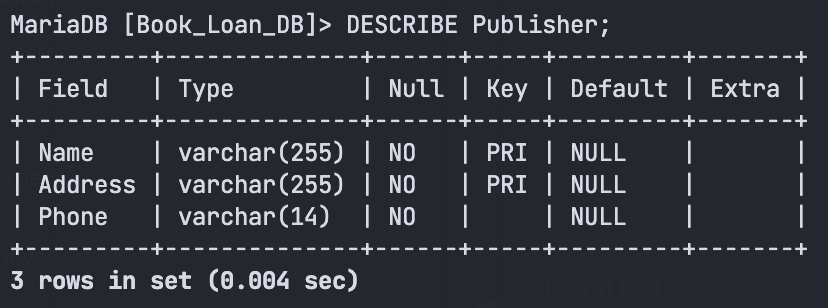 MariaDB [Book_Loan_DB]> DESCRIBE Publisher;
+---------+--------------+------+-----+---------+-------+
| Field   | Type         | Null | Key | Default | Extra |
+---------+--------------+------+-----+---------+-------+
| Name    | varchar(255) | NO   | PRI | NULL    |       |
| Address | varchar(255) | NO   | PRI | NULL    |       |
| Phone   | varchar(14)  | NO   |     | NULL    |       |
+---------+--------------+------+-----+---------+-------+
3 rows in set (0.004 sec)